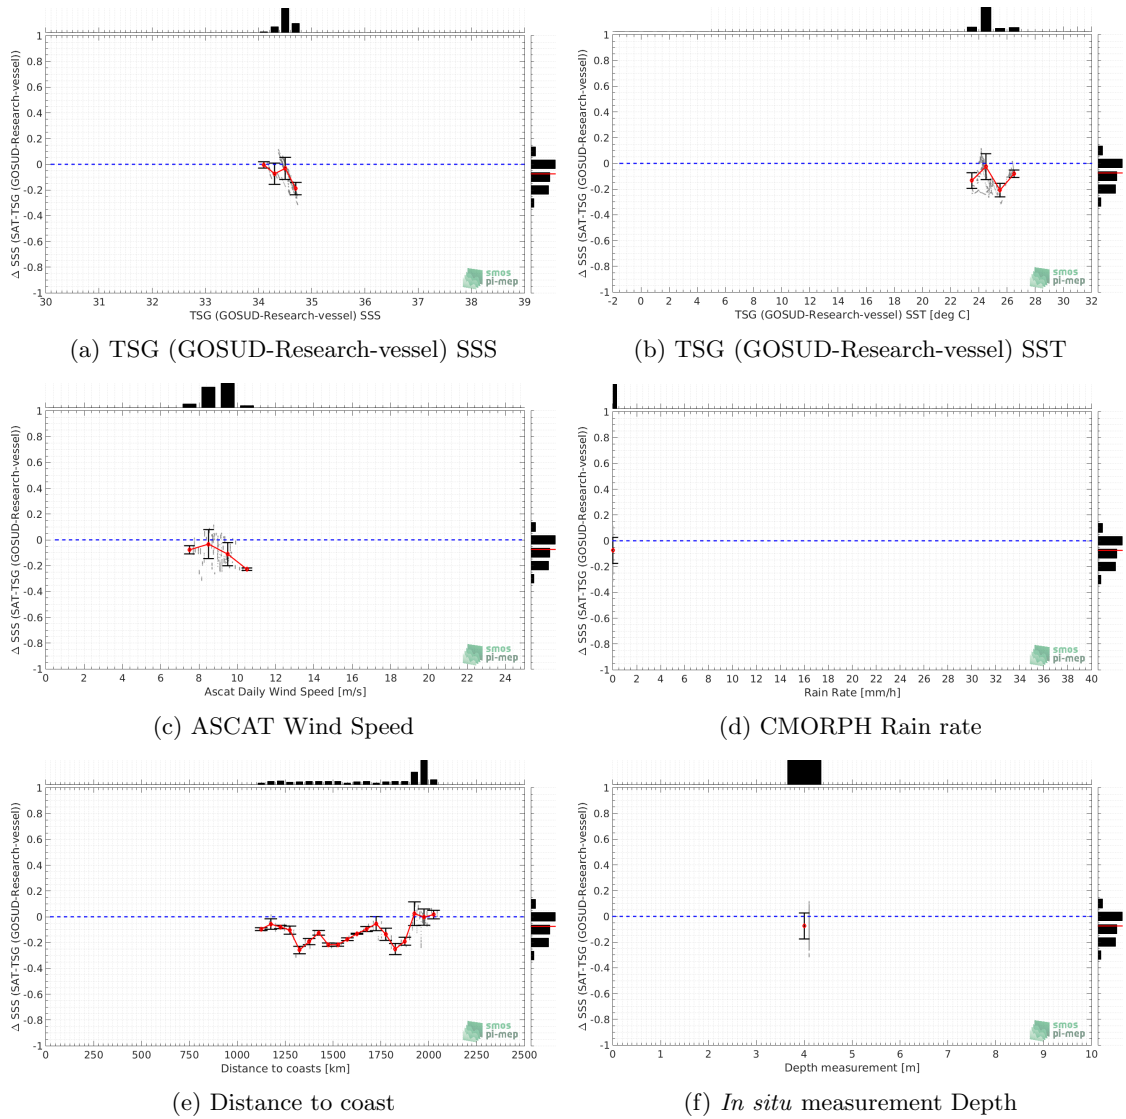 Δ SSS (SAT-TSG (GOSUD-Research-vessel))
1
0.8
0.6
0.4
0.2
0
-0.2
-0.4
-0.6
-0.8
-1
30 31 32 33 34 35 36 37 38 39
TSG (GOSUD-Research-vessel) SSS
smos
pi-mep
(a) TSG (GOSUD-Research-vessel) SSS
Δ SSS (SAT-TSG (GOSUD-Research-vessel))
1
0.8
0.6
0.4
0.2
0
-0.2
-0.4
-0.6
-0.8
-1
-2 0 2 4 6 8 10 12 14 16 18 20 22 24 26 28 30 32
TSG (GOSUD-Research-vessel) SST [deg C]
smos
pi-mep
(b) TSG (GOSUD-Research-vessel) SST
Δ SSS (SAT-TSG (GOSUD-Research-vessel))
1
0.8
0.6
0.4
0.2
0
-0.2
-0.4
-0.6
-0.8
-1
0 2 4 6 8 10 12 14 16 18 20 22 24
Ascat Daily Wind Speed [m/s]
smos
pi-mep
(c) ASCAT Wind Speed
Δ SSS (SAT-TSG (GOSUD-Research-vessel))
1
0.8
0.6
0.4
0.2
0
-0.2
-0.4
-0.6
-0.8
-1
0 2 4 6 8 10 12 14 16 18 20 22 24 26 28 30 32 34 36 38 40
Rain Rate [mm/h]
smos
pi-mep
(d) CMORPH Rain rate
Δ SSS (SAT-TSG (GOSUD-Research-vessel))
1
0.8
0.6
0.4
0.2
0
-0.2
-0.4
-0.6
-0.8
-1
0 250 500 750 1000 1250 1500 1750 2000 2250 2500
Distance to coasts [km]
smos
pi-mep
(e) Distance to coast
Δ SSS (SAT-TSG (GOSUD-Research-vessel))
1
0.8
0.6
0.4
0.2
0
-0.2
-0.4
-0.6
-0.8
-1
0 1 2 3 4 5 6 7 8 9 10
Depth measurement [m]
smos
pi-mep
(f) In situ measurement Depth